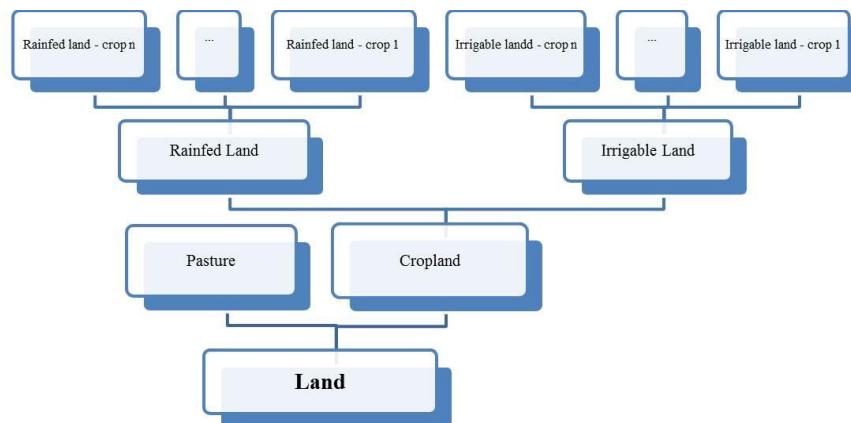 Rainfed land - crop n
...
Rainfed land - crop 1
Irrigable landd - crop n
...
Irrigable land - crop 1
Rainfed Land
Irrigable Land
Pasture
Cropland
Land